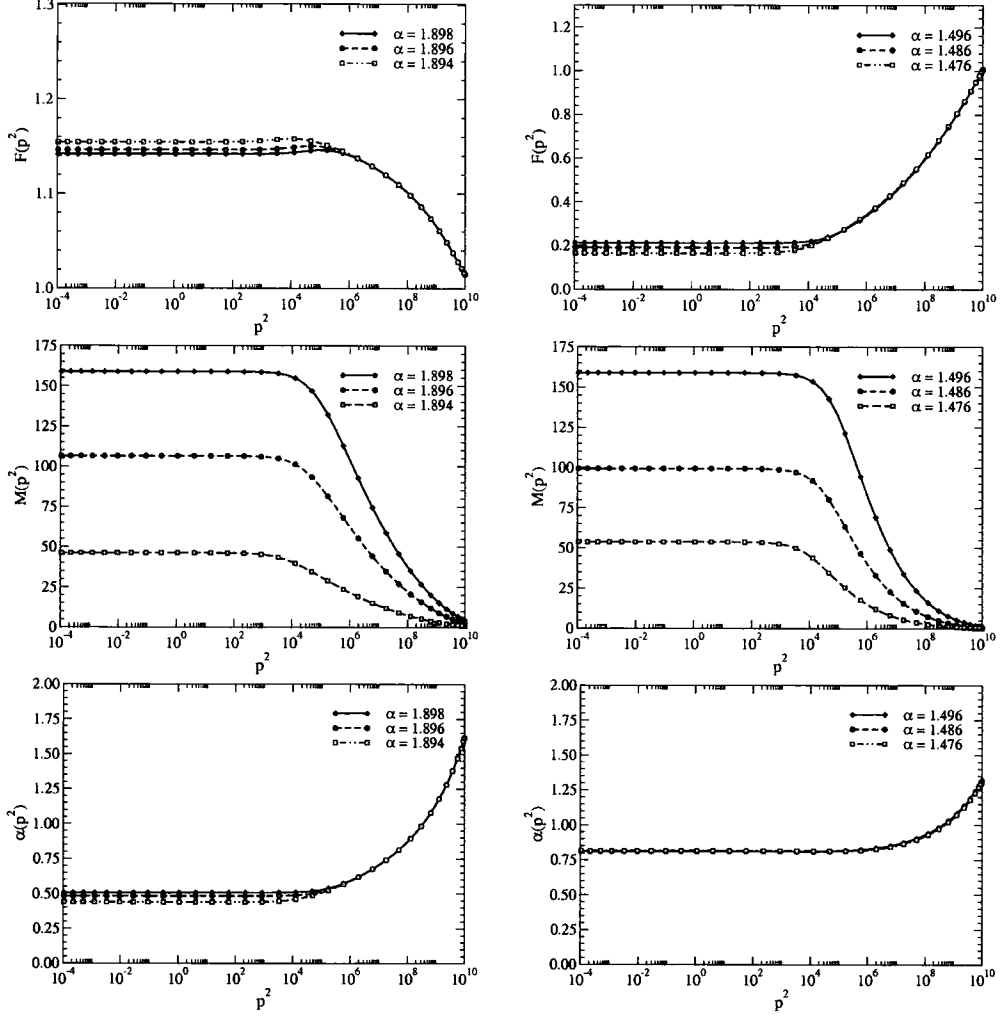 1.3
1.2
1.1
1.0
F(p²)
α = 1.898
α = 1.896
α = 1.894
10⁻⁴ 10⁻² 10⁰ 10² 10⁴ 10⁶ 10⁸ 10¹⁰
p²
1.2
1.0
0.8
0.6
0.4
0.2
0.0
F(p²)
α = 1.496
α = 1.486
α = 1.476
10⁻⁴ 10⁻² 10⁰ 10² 10⁴ 10⁶ 10⁸ 10¹⁰
p²
175
150
125
100
75
50
25
0
M(p²)
α = 1.898
α = 1.896
α = 1.894
10⁻⁴ 10⁻² 10⁰ 10² 10⁴ 10⁶ 10⁸ 10¹⁰
p²
175
150
125
100
75
50
25
0
M(p²)
α = 1.496
α = 1.486
α = 1.476
10⁻⁴ 10⁻² 10⁰ 10² 10⁴ 10⁶ 10⁸ 10¹⁰
p²
2.00
1.75
1.50
1.25
1.00
0.75
0.50
0.25
0.00
α(p²)
α = 1.898
α = 1.896
α = 1.894
10⁻⁴ 10⁻² 10⁰ 10² 10⁴ 10⁶ 10⁸ 10¹⁰
p²
2.00
1.75
1.50
1.25
1.00
0.75
0.50
0.25
0.00
α(p²)
α = 1.496
α = 1.486
α = 1.476
10⁻⁴ 10⁻² 10⁰ 10² 10⁴ 10⁶ 10⁸ 10¹⁰
p²